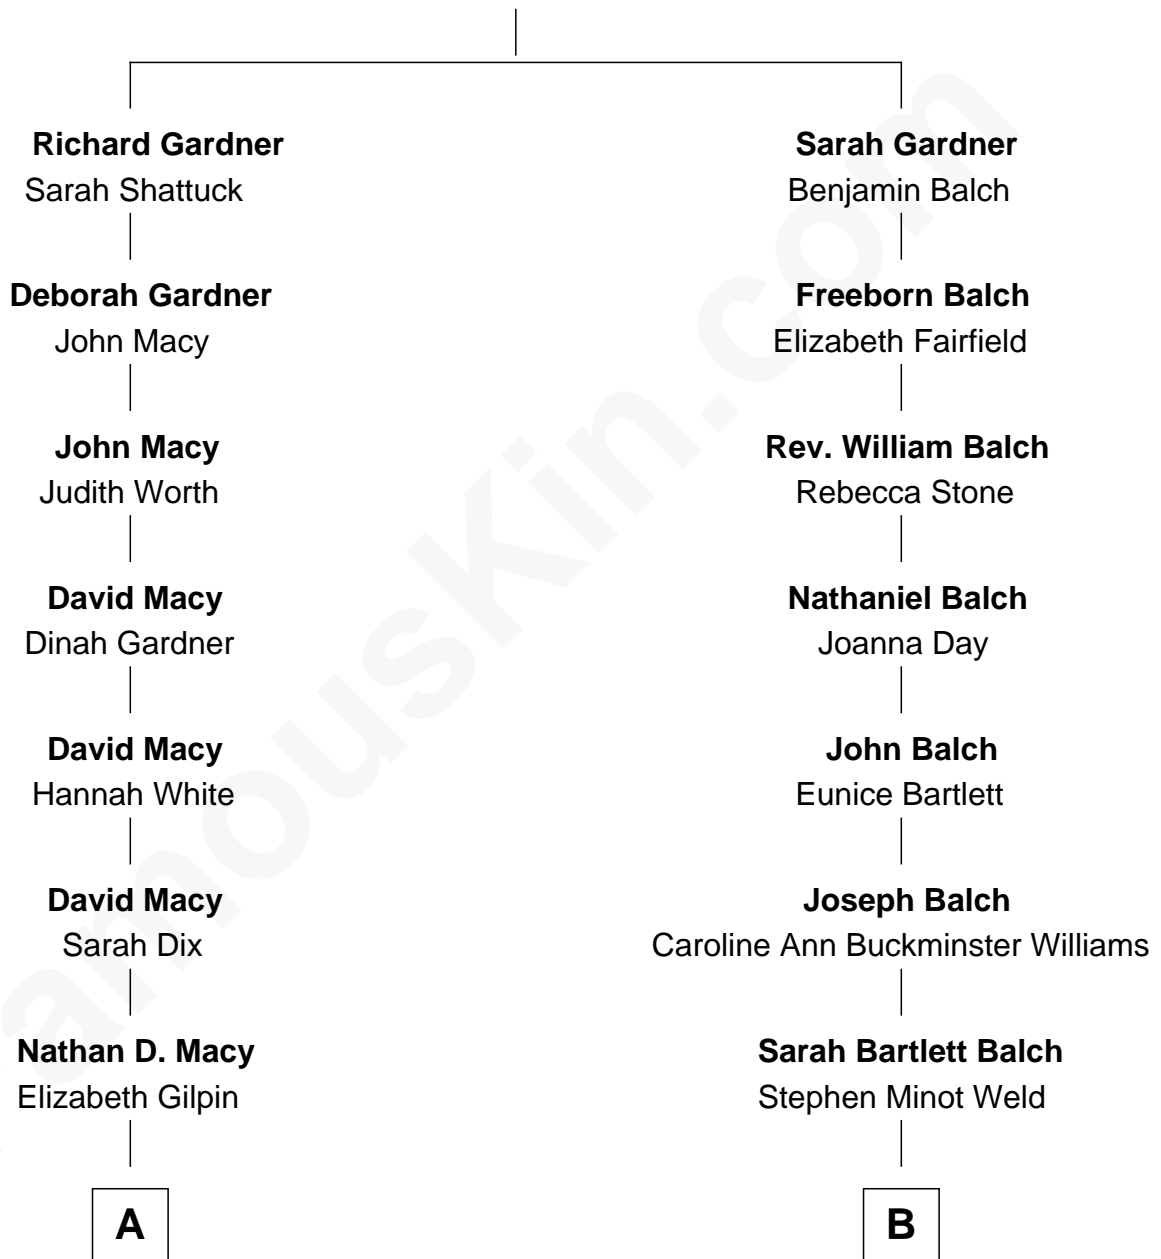 Richard Gardner
Sarah Shattuck
Deborah Gardner
John Macy
John Macy
Judith Worth
David Macy
Dinah Gardner
David Macy
Hannah White
David Macy
Sarah Dix
Nathan D. Macy
Elizabeth Gilpin
A
Sarah Gardner
Benjamin Balch
Freeborn Balch
Elizabeth Fairfield
Rev. William Balch
Rebecca Stone
Nathaniel Balch
Joanna Day
John Balch
Eunice Bartlett
Joseph Balch
Caroline Ann Buckminster Williams
Sarah Bartlett Balch
Stephen Minot Weld
B
amousKin.com